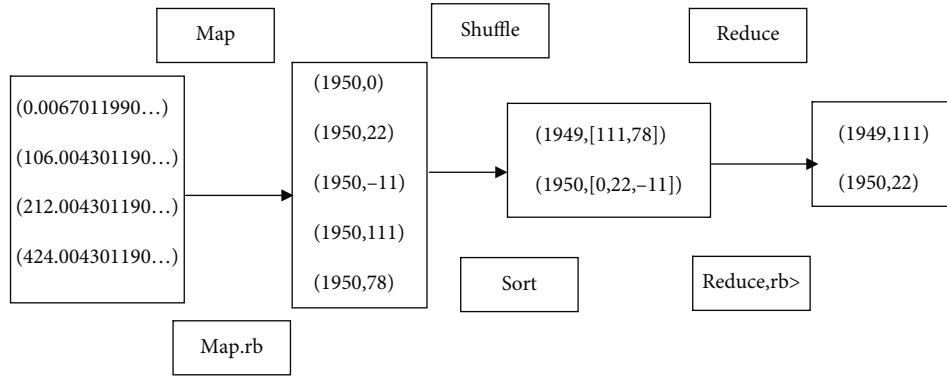 Map
Shuffle
Reduce
(0.0067011990…)
(106.004301190…)
(212.004301190…)
(424.004301190…)
(1950,0)
(1950,22)
(1950,–11)
(1950,111)
(1950,78)
(1949,[111,78])
(1950,[0,22,–11])
(1949,111)
(1950,22)
Map.rb
Sort
Reduce,rb>